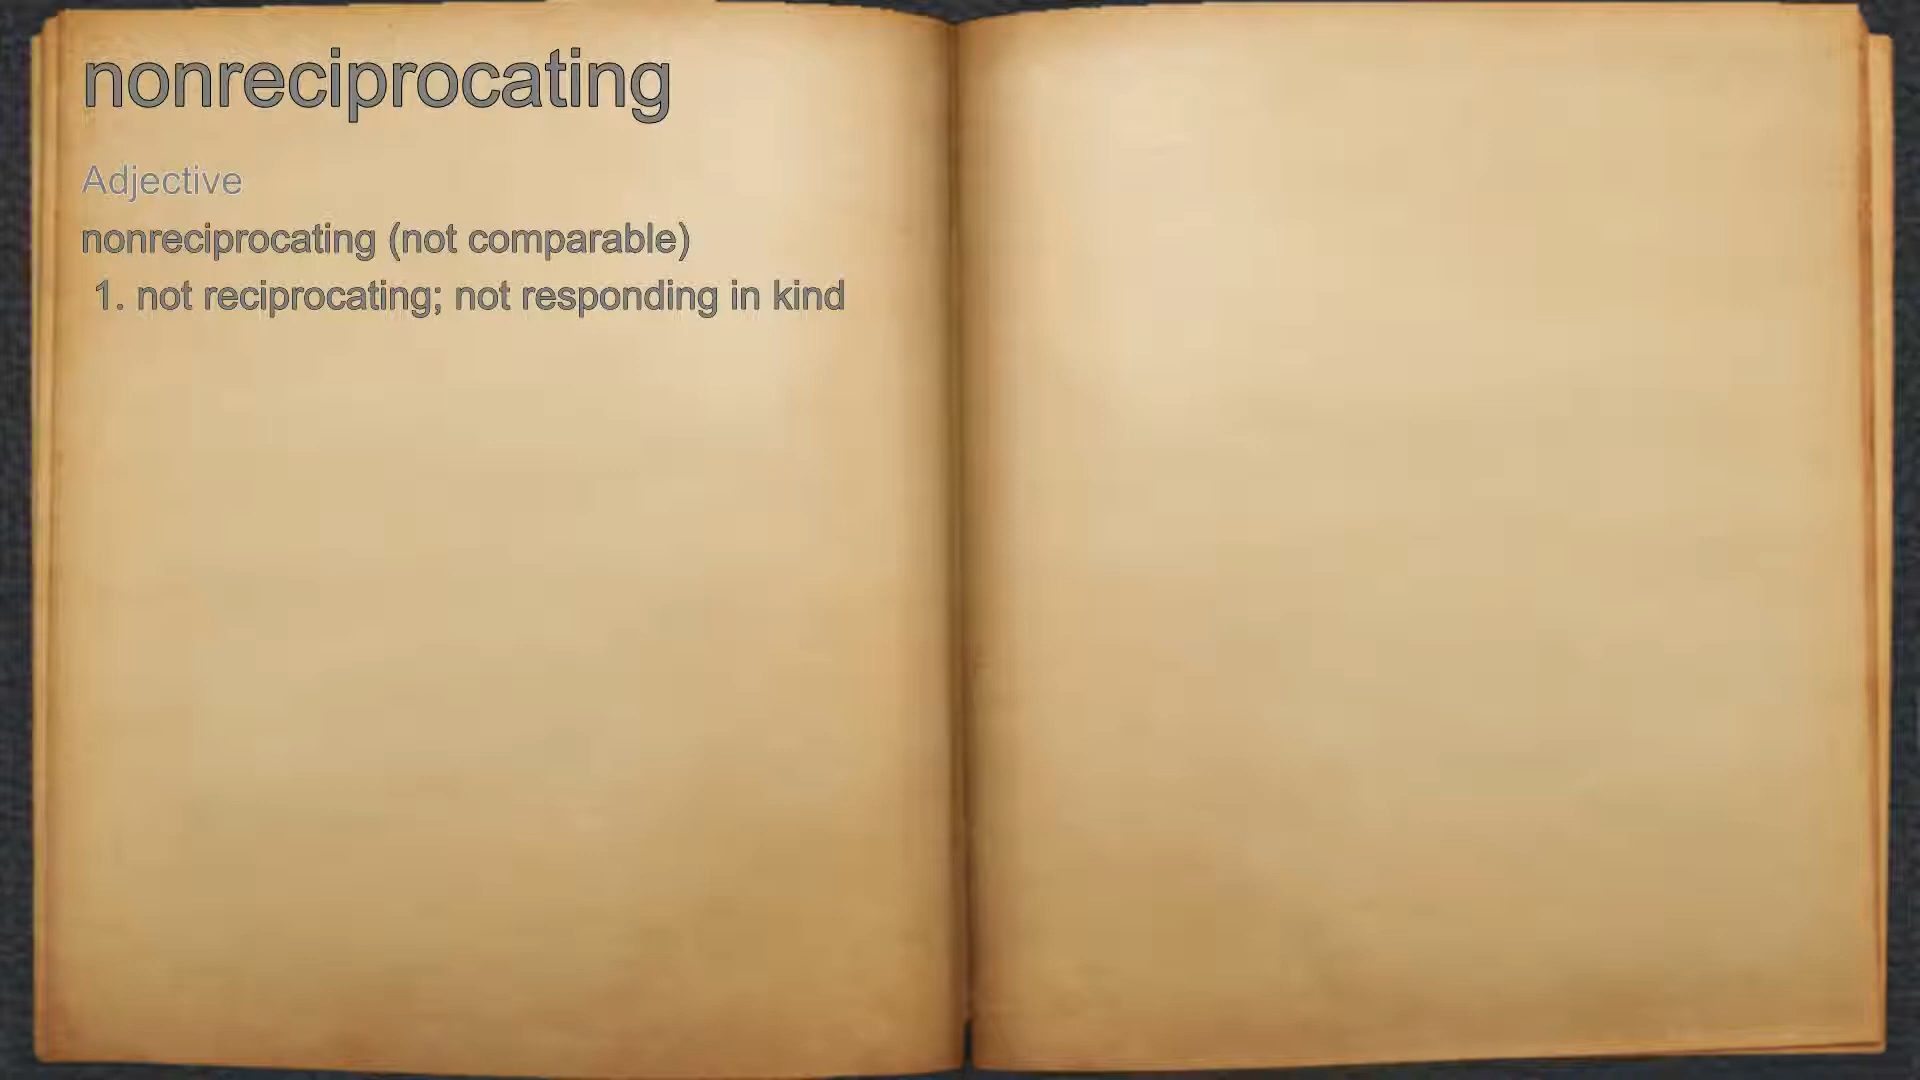 nonreciprocating
Adjective
nonreciprocating (not comparable)
1. not reciprocating; not responding in kind